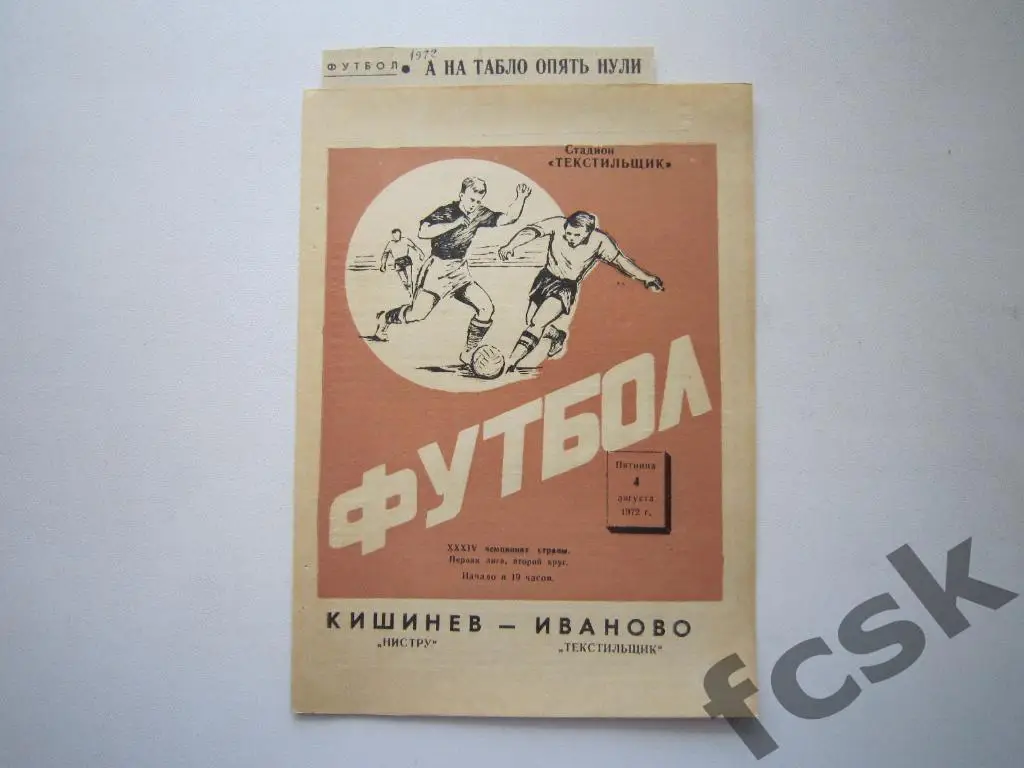 1972
ФУТБОЛ • А НА ТАБЛО ОПЯТЬ НУЛИ
Стадион
«ТЕКСТИЛЬЩИК»
ФУТБОЛ
Пятница
4
августа
1972 г.
XXXIV чемпионат страны.
Первая лига, второй круг.
Начало в 19 часов.
КИШИНЕВ — ИВАНОВО
„НИСТРУ" „ТЕКСТИЛЬЩИК"
fcsk